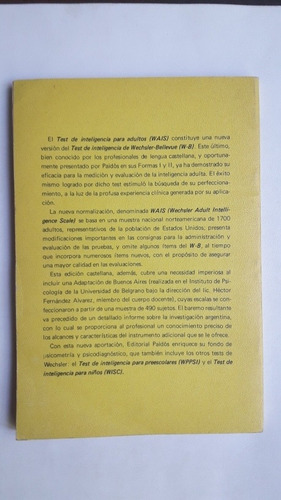 El Test de inteligencia para adultos (WAIS) constituye una nueva
versión del Test de inteligencia de Wechsler-Bellevue (W-B). Este último,
bien conocido por los profesionales de lengua castellana, y oportuna-
mente presentado por Paidós en sus Formas I y II, ya ha demostrado su
eficacia para la medición y evaluación de la inteligencia adulta. El éxito
mismo logrado por dicho test estimuló la búsqueda de su perfecciona-
miento, a la luz de la profusa experiencia clínica generada por su apli-
cación.
La nueva normalización, denominada WAIS (Wechsler Adult Intelli-
gence Scale) se basa en una muestra nacional norteamericana de 1700
adultos, representativos de la población de Estados Unidos, presenta
modificaciones importantes en las consignas para la administración y
evaluación de las pruebas, y omite algunos ítems del W-B, al tiempo
que incorpora numerosos ítems nuevos, con el propósito de asegurar
una mayor calidad en las evaluaciones.
Esta edición castellana, además, cubre una necesidad imperiosa al
incluir una Adaptación de Buenos Aires (realizada en el Instituto de Psi-
cología de la Universidad de Belgrano bajo la dirección del lic. Héctor
Fernández Alvarez, miembro del cuerpo docente), cuyas escalas se con-
feccionaron a partir de una muestra de 490 sujetos. El baremo resultante
va precedido de un detallado informe sobre la investigación argentina,
con lo cual se proporciona al profesional un conocimiento preciso de
los alcances y características del instrumento adicional que se le ofrece.
Con esta nueva aportación, Editorial Paidós enriquece su fondo de
psicometría y psicodiagnóstico, que también incluye los otros tests de
Wechsler: el Test de inteligencia para preescolares (WPPSI) y el Test de
inteligencia para niños (WISC).